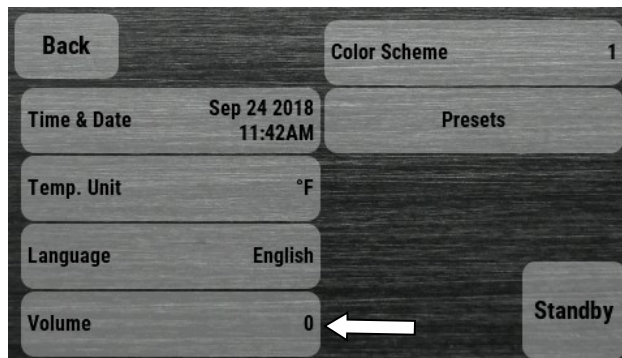 Back
Color Scheme 1
Time & Date Sep 24 2018
11:42AM
Presets
Temp. Unit °F
Language English
Volume 0
Standby